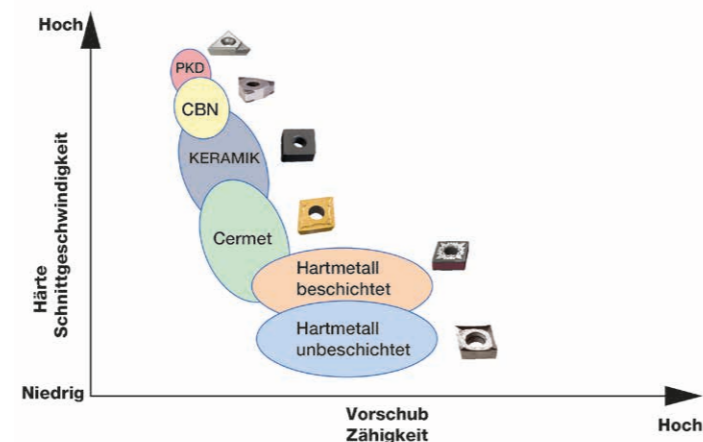 Hoch
PKD
CBN
KERAMIK
Cermet
Hartmetall
beschichtet
Hartmetall
unbeschichtet
Härte
Schnittgeschwindigkeit
Niedrig
Vorschub
Zähigkeit
Hoch